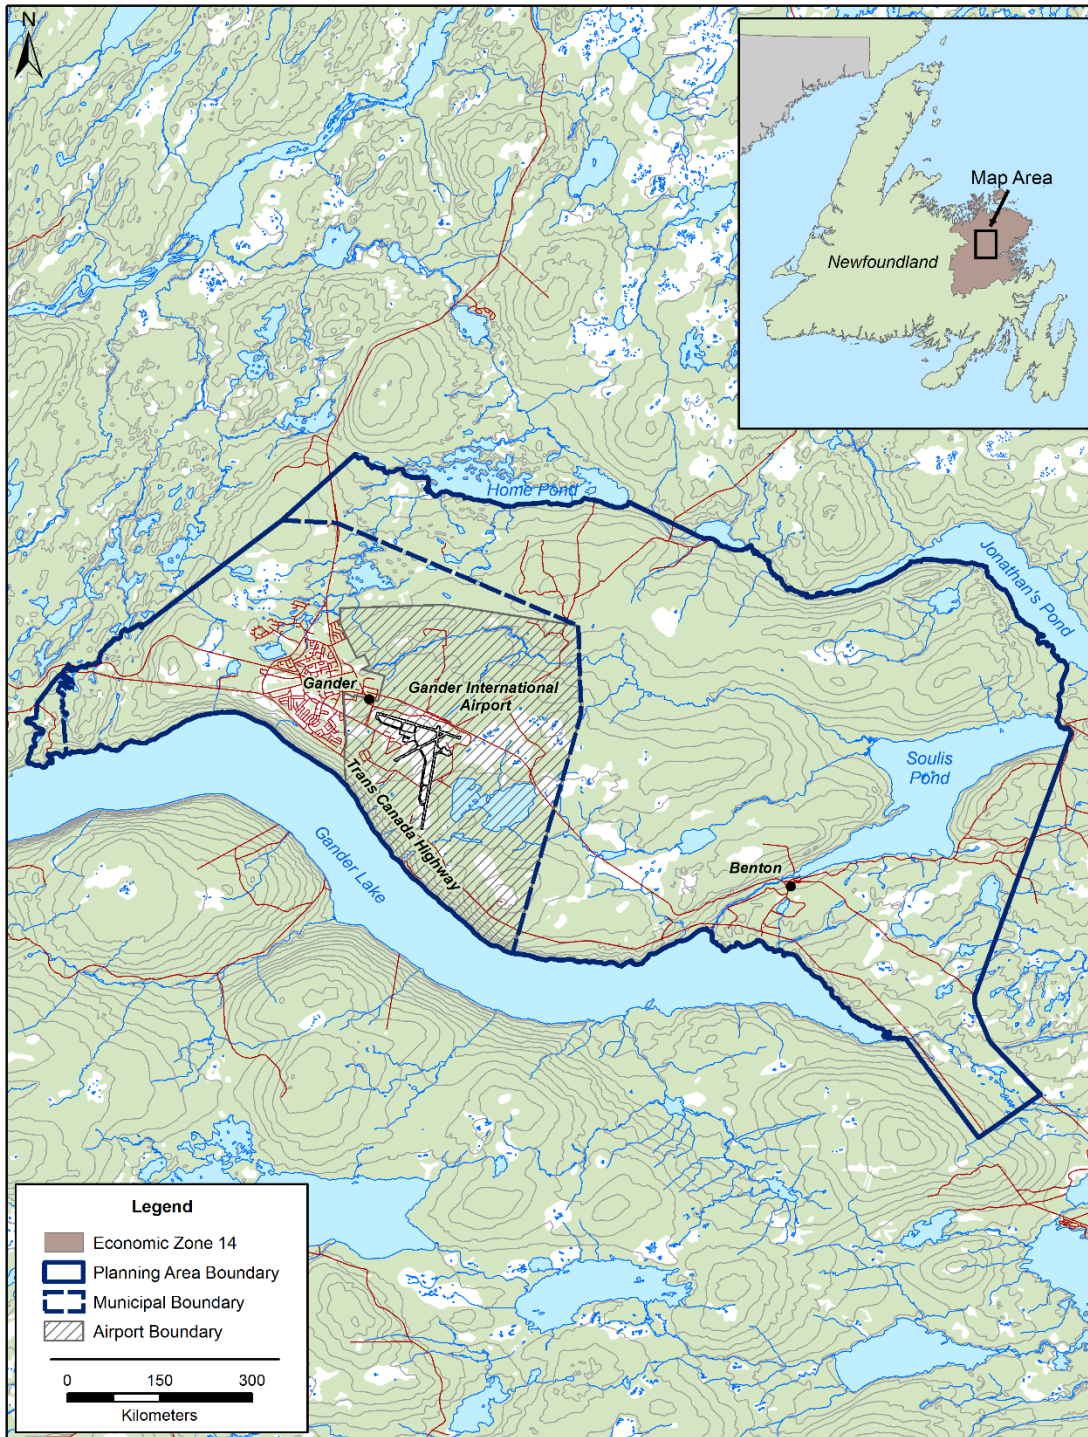 N
Map Area
Newfoundland
Home Pond
Jonathan's Pond
Gander
Gander International
Airport
Trans Canada Highway
Soulis
Pond
Gander Lake
Benton
Legend
Economic Zone 14
Planning Area Boundary
Municipal Boundary
Airport Boundary
0 150 300
Kilometers